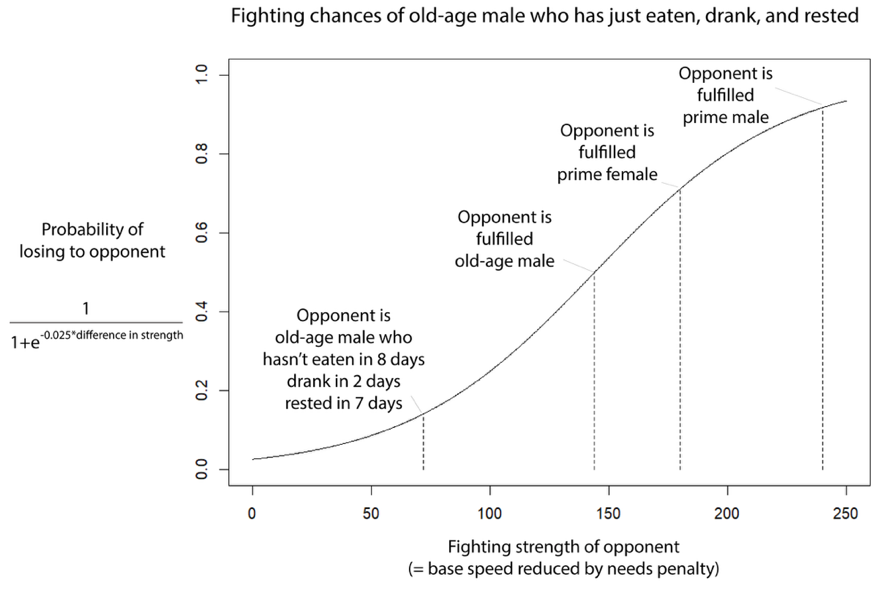 Fighting chances of old-age male who has just eaten, drank, and rested
Probability of
losing to opponent
1
1+e^-0.025*difference in strength
1.0
0.8
0.6
0.4
0.2
0.0
Opponent is
fulfilled
prime male
Opponent is
fulfilled
prime female
Opponent is
fulfilled
old-age male
Opponent is
old-age male who
hasn't eaten in 8 days
drank in 2 days
rested in 7 days
0 50 100 150 200 250
Fighting strength of opponent
(= base speed reduced by needs penalty)